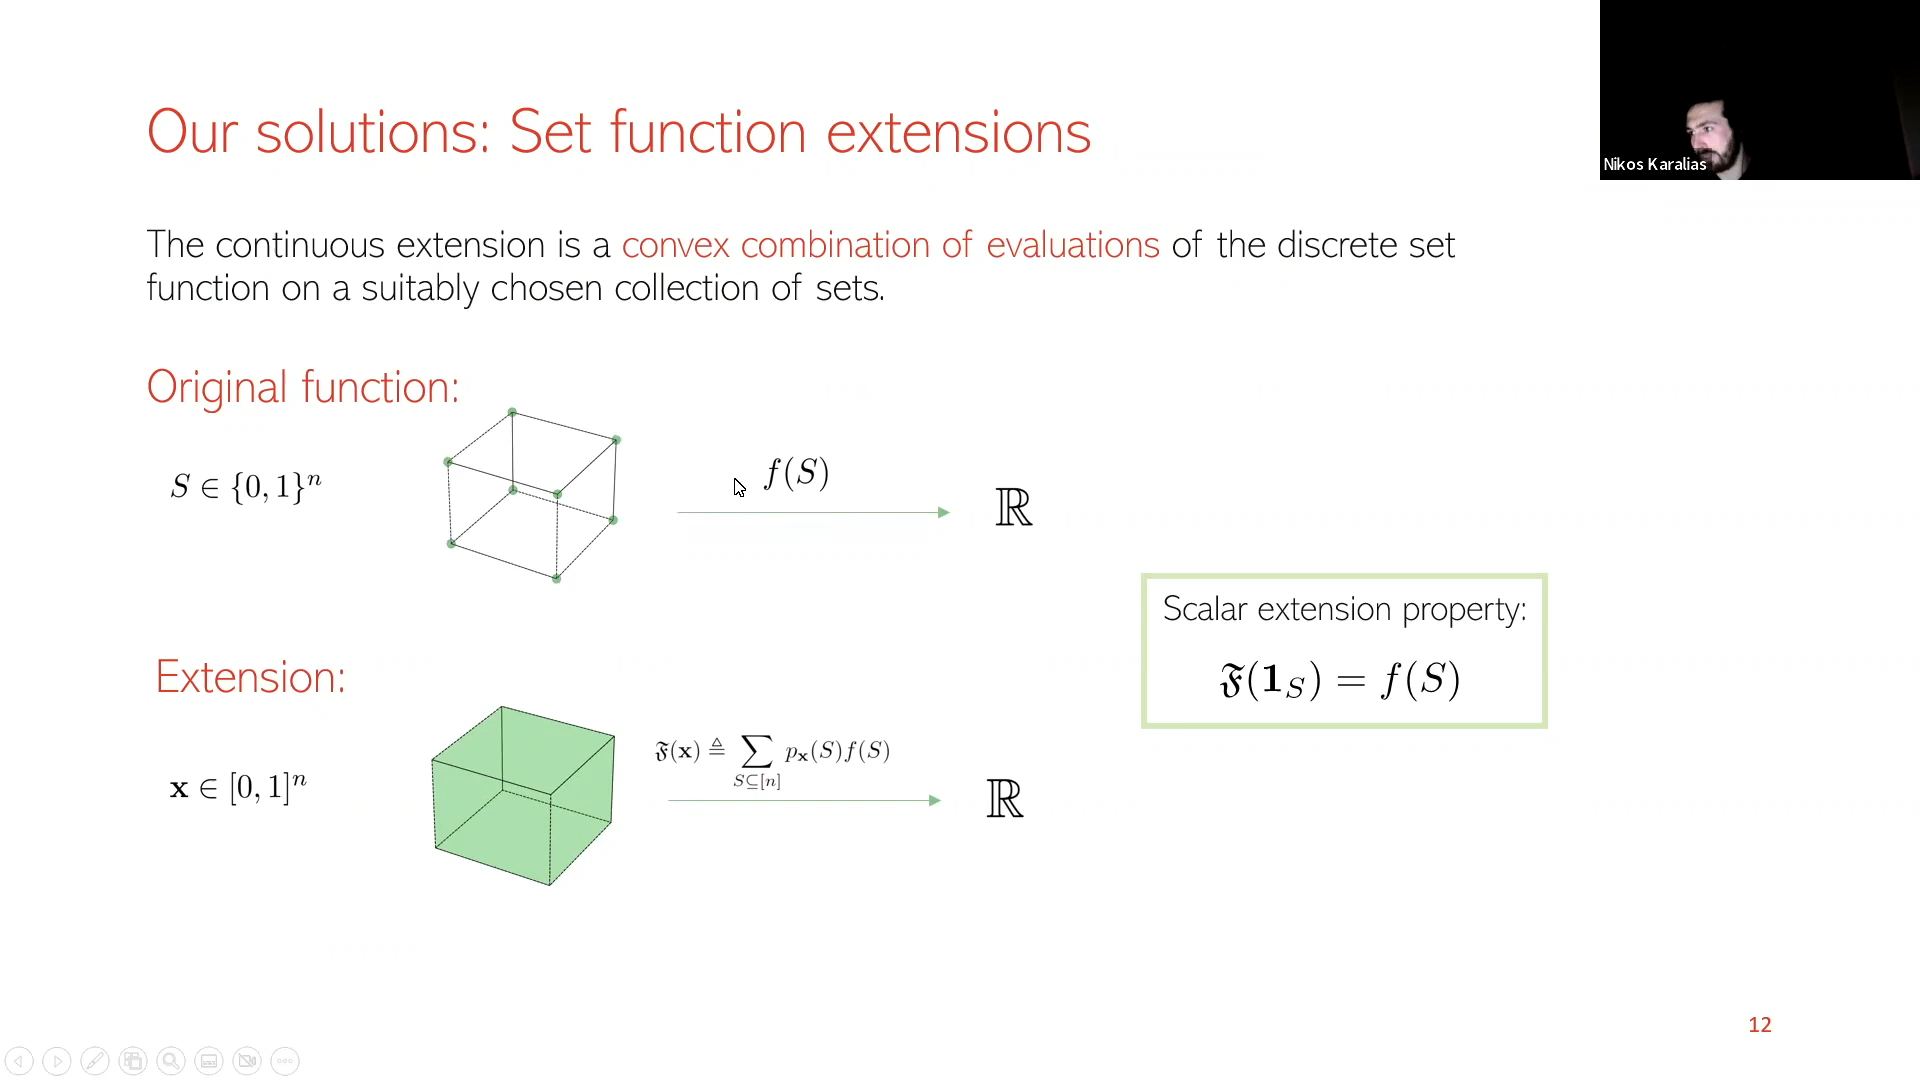 Our solutions: Set function extensions
Nikos Karalias
The continuous extension is a convex combination of evaluations of the discrete set
function on a suitably chosen collection of sets.
Original function:
S ∈ {0, 1}ⁿ
f(S)
ℝ
Scalar extension property:
𝔉(𝟏_S) = f(S)
Extension:
𝐱 ∈ [0, 1]ⁿ
𝔉(𝐱) ≜ ∑_{S⊆[n]} p_𝐱(S)f(S)
ℝ
12